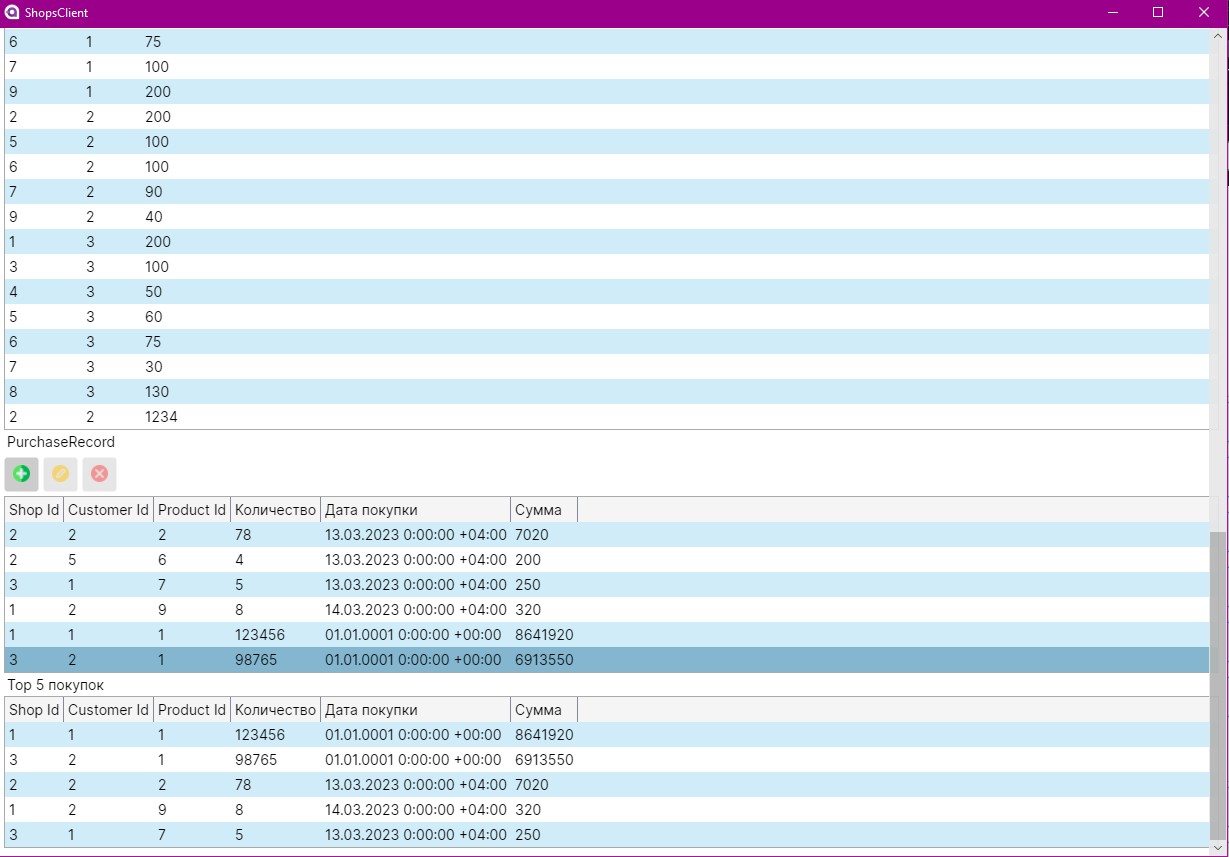 ShopsClient
6 1 75
7 1 100
9 1 200
2 2 200
5 2 100
6 2 100
7 2 90
9 2 40
1 3 200
3 3 100
4 3 50
5 3 60
6 3 75
7 3 30
8 3 130
2 2 1234
PurchaseRecord
Shop Id Customer Id Product Id Количество Дата покупки Сумма
2 2 2 78 13.03.2023 0:00:00 +04:00 7020
2 5 6 4 13.03.2023 0:00:00 +04:00 200
3 1 7 5 13.03.2023 0:00:00 +04:00 250
1 2 9 8 14.03.2023 0:00:00 +04:00 320
1 1 1 123456 01.01.0001 0:00:00 +00:00 8641920
3 2 1 98765 01.01.0001 0:00:00 +00:00 6913550
Top 5 покупок
Shop Id Customer Id Product Id Количество Дата покупки Сумма
1 1 1 123456 01.01.0001 0:00:00 +00:00 8641920
3 2 1 98765 01.01.0001 0:00:00 +00:00 6913550
2 2 2 78 13.03.2023 0:00:00 +04:00 7020
1 2 9 8 14.03.2023 0:00:00 +04:00 320
3 1 7 5 13.03.2023 0:00:00 +04:00 250